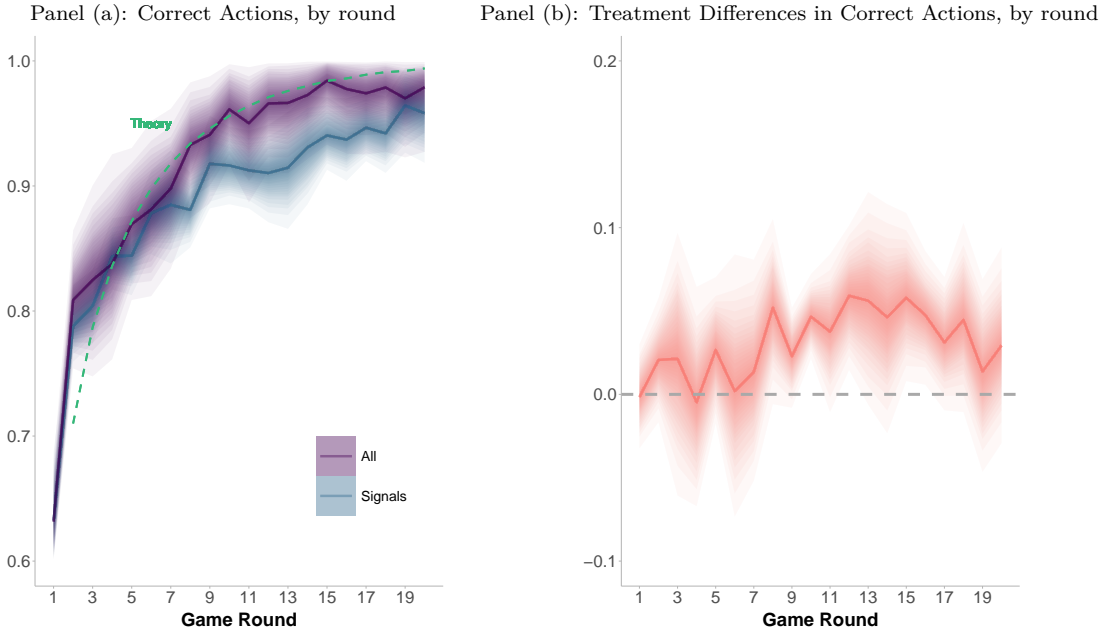 Panel (a): Correct Actions, by round
1.0
0.9
0.8
0.7
0.6
Theory
All
Signals
1 3 5 7 9 11 13 15 17 19
Game Round
Panel (b): Treatment Differences in Correct Actions, by round
0.2
0.1
0.0
−0.1
1 3 5 7 9 11 13 15 17 19
Game Round